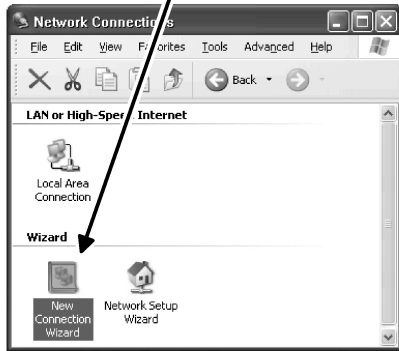 Network Connections
File Edit View Favorites Tools Advanced Help
Back
LAN or High-Speed Internet
Local Area
Connection
Wizard
New
Connection
Wizard
Network Setup
Wizard